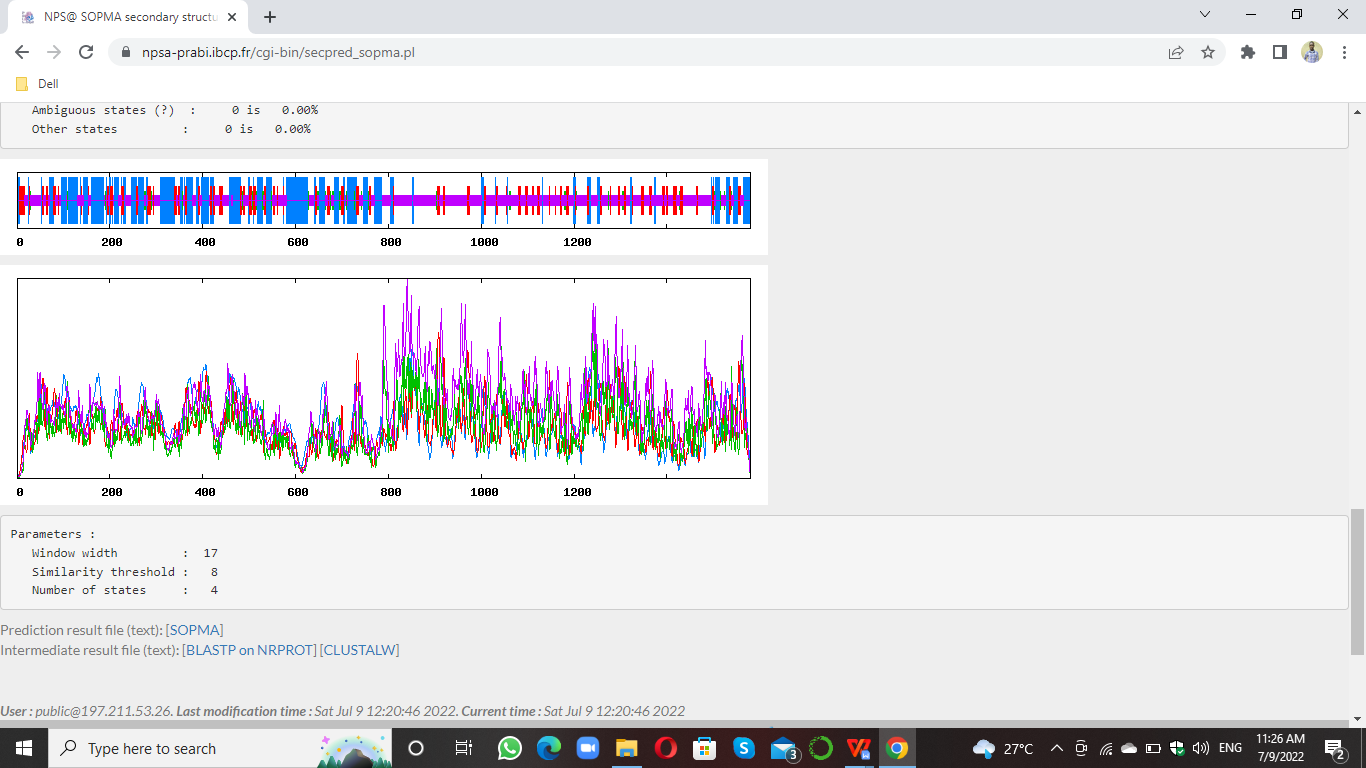 NPS@ SOPMA secondary structu
npsa-prabi.ibcp.fr/cgi-bin/secpred_sopma.pl
Dell
Ambiguous states (?) : 0 is 0.00%
Other states : 0 is 0.00%
0 200 400 600 800 1000 1200
0 200 400 600 800 1000 1200
Parameters :
Window width : 17
Similarity threshold : 8
Number of states : 4
Prediction result file (text): [SOPMA]
Intermediate result file (text): [BLASTP on NRPROT] [CLUSTALW]
User : public@197.211.53.26. Last modification time : Sat Jul 9 12:20:46 2022. Current time : Sat Jul 9 12:20:46 2022
Type here to search
3
27°C
ENG
11:26 AM
7/9/2022
2